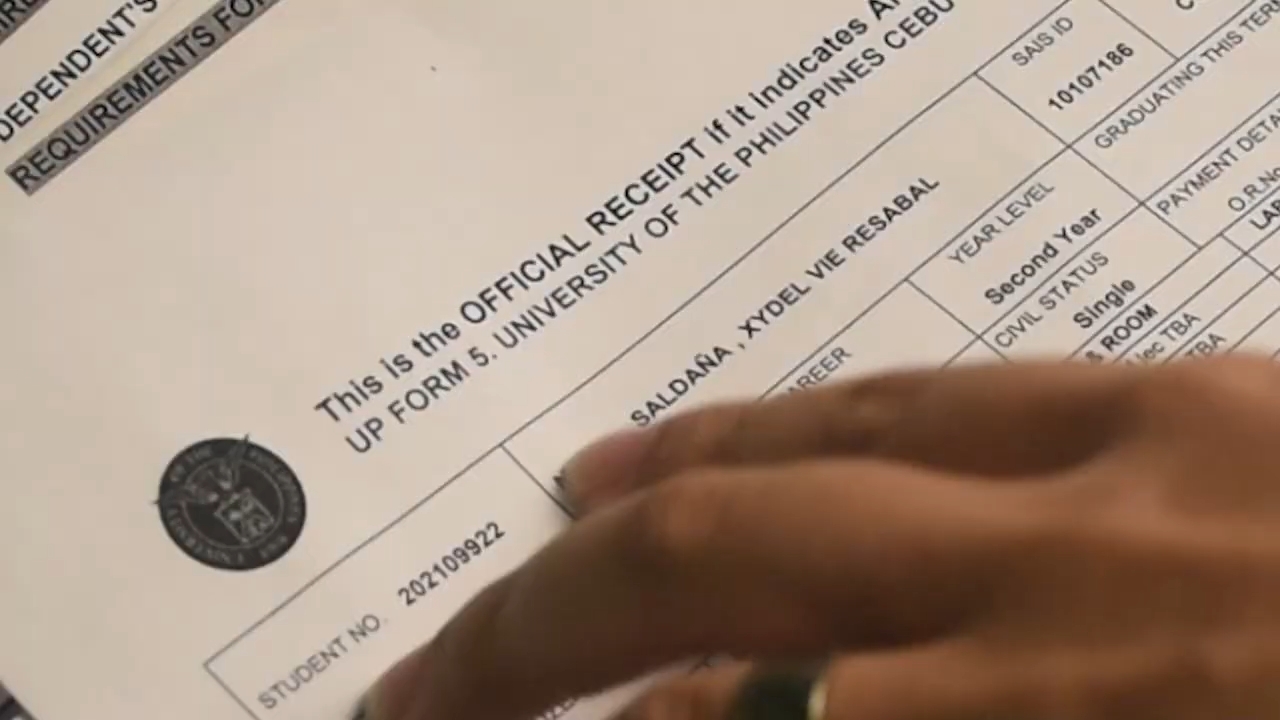 DEPENDENT'S
REQUIREMENTS FOR
This is the OFFICIAL RECEIPT if it indicates
UP FORM 5. UNIVERSITY OF THE PHILIPPINES CEBU
SAIS ID
10107186
GRADUATING THIS TERM
SALDAÑA , XYDEL VIE RESABAL
YEAR LEVEL
Second Year
PAYMENT
O.R.No
CIVIL STATUS
Single
& ROOM
TBA
TBA
STUDENT NO.
202109922